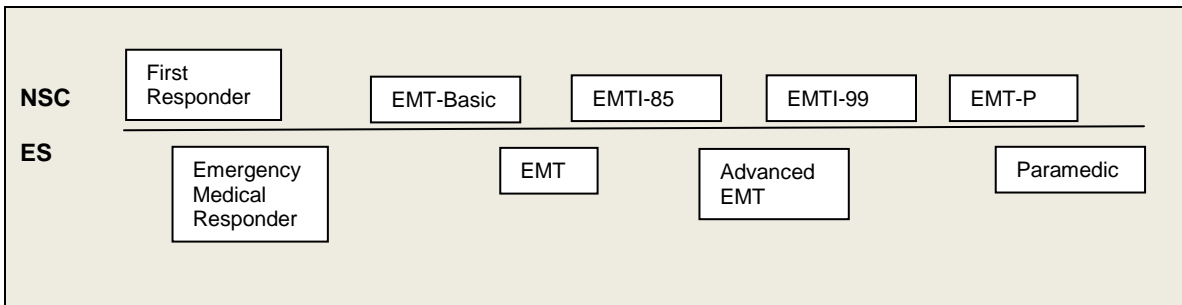 NSC
First
Responder
EMT-Basic
EMTI-85
EMTI-99
EMT-P
ES
Emergency
Medical
Responder
EMT
Advanced
EMT
Paramedic